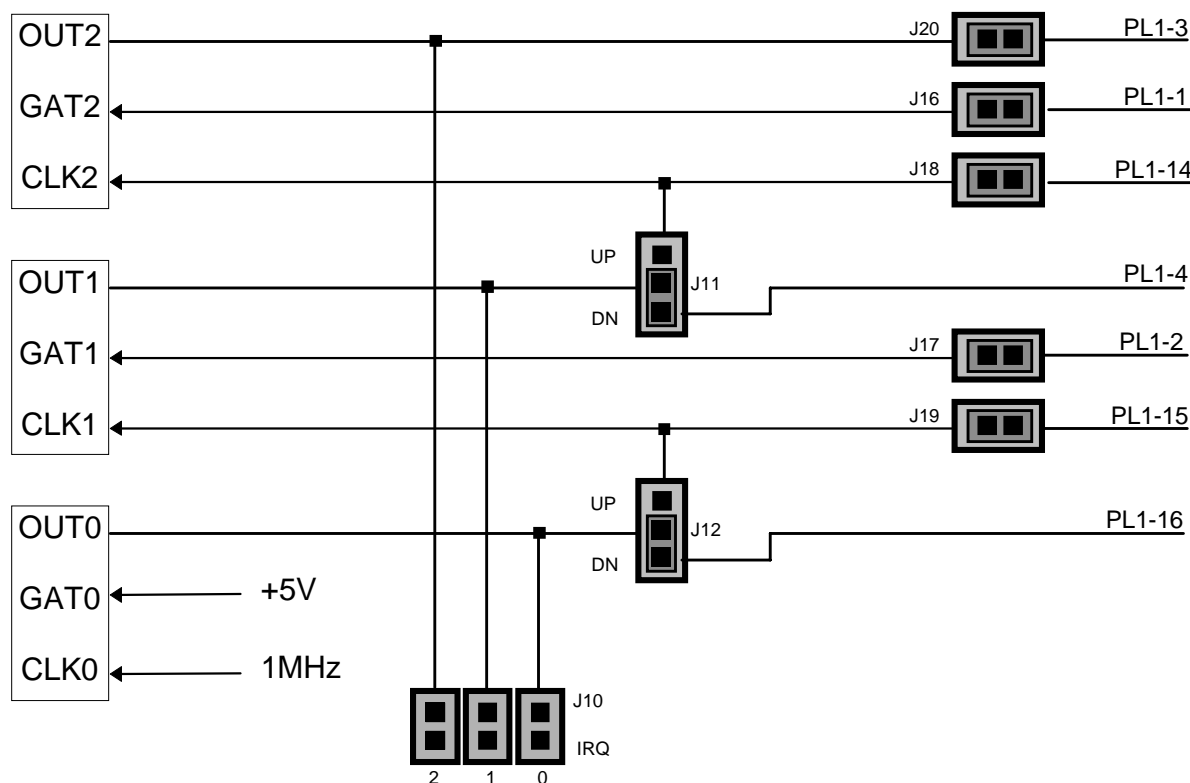 OUT2 J20 PL1-3
GAT2 J16 PL1-1
CLK2 J18 PL1-14
UP
OUT1 J11 PL1-4
DN
GAT1 J17 PL1-2
CLK1 J19 PL1-15
UP
OUT0 J12 PL1-16
DN
GAT0 +5V
CLK0 1MHz
J10
IRQ
2 1 0